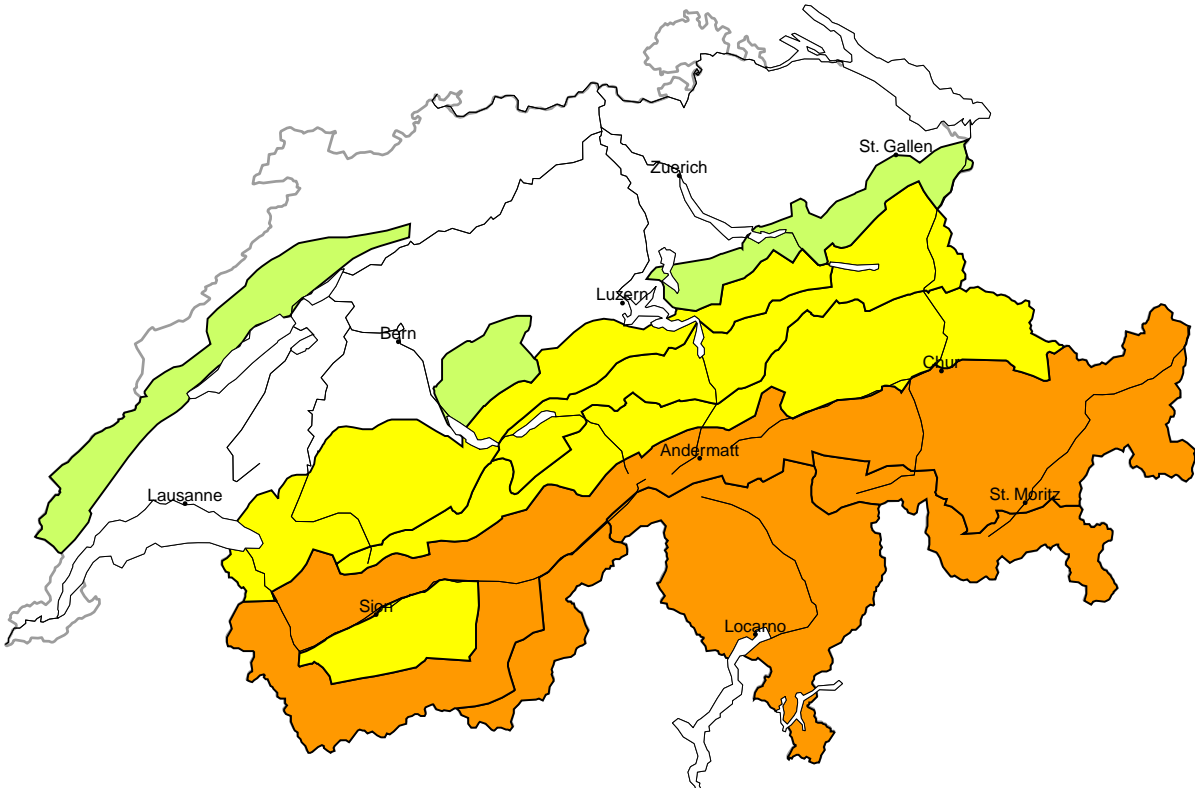 St. Gallen
Zuerich
Luzern
Bern
Chur
Andermatt
St. Moritz
Lausanne
Sion
Locarno